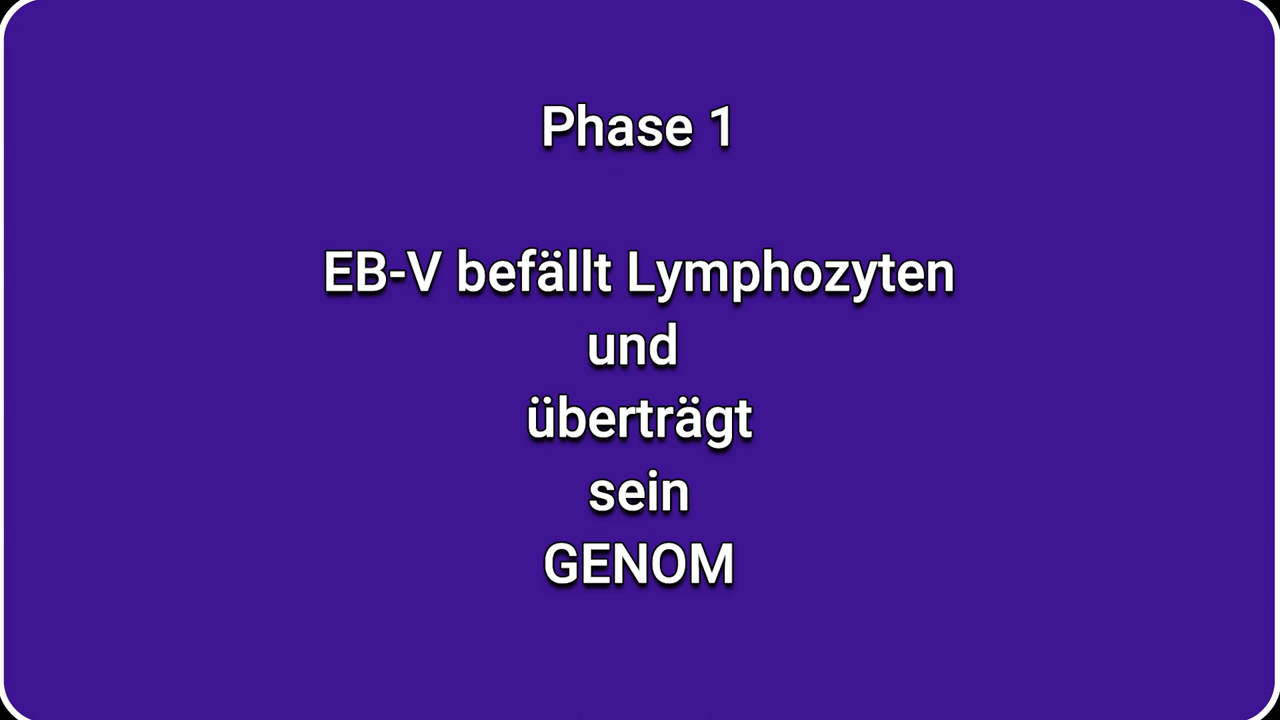 Phase 1
EB-V befällt Lymphozyten
und
überträgt
sein
GENOM